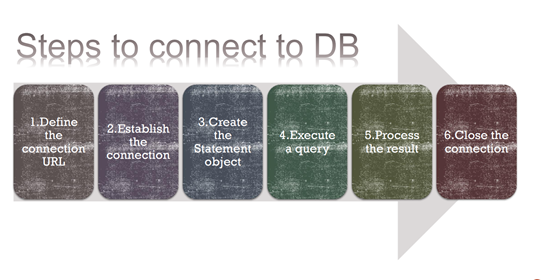 Steps to connect to DB
1.Define
the
connection
URL
2.Establish
the
connection
3.Create
the
Statement
object
4.Execute
a query
5.Process
the result
6.Close the
connection